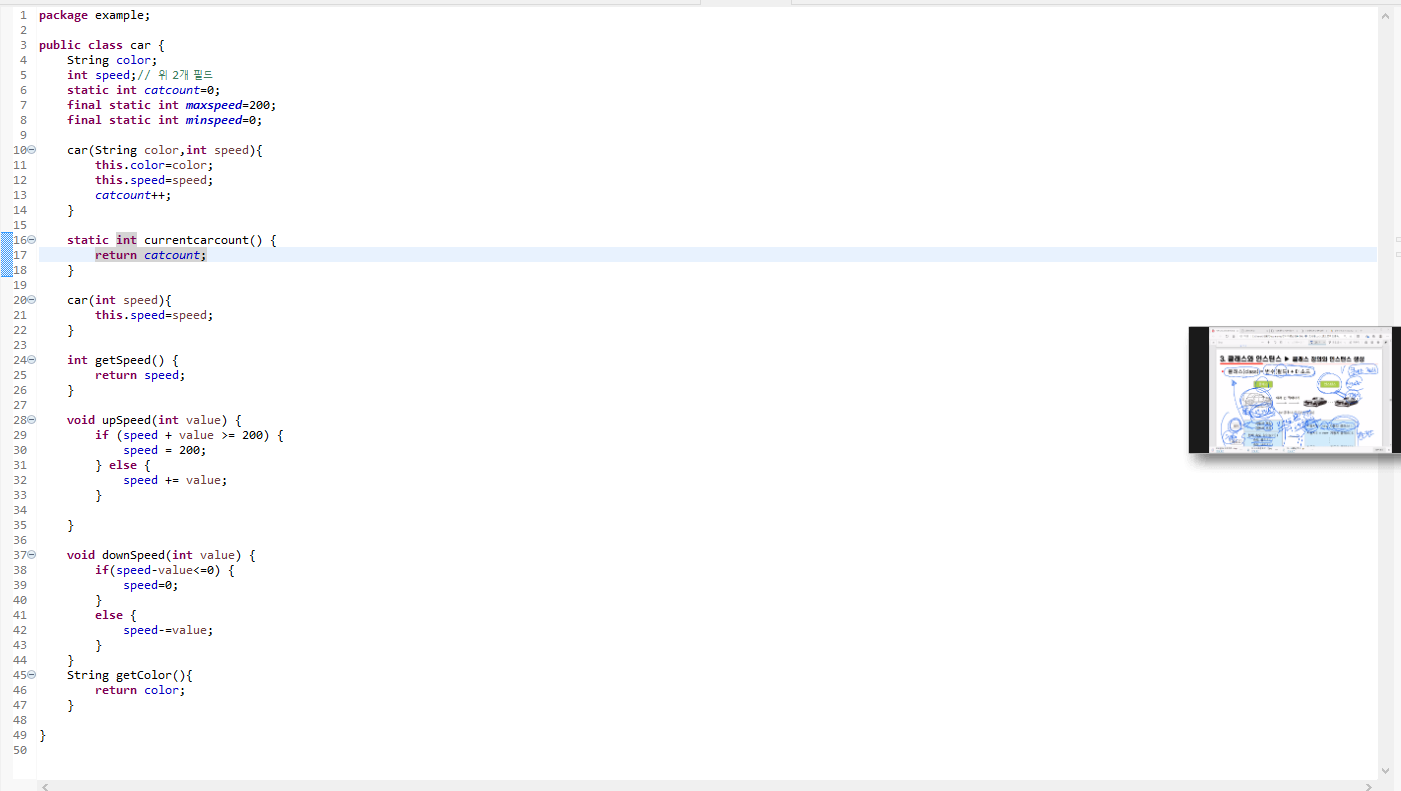 1 package example;
2
3 public class car {
4 String color;
5 int speed;// 위 2개 필드
6 static int catcount=0;
7 final static int maxspeed=200;
8 final static int minspeed=0;
9
10 car(String color,int speed){
11 this.color=color;
12 this.speed=speed;
13 catcount++;
14 }
15
16 static int currentcarcount() {
17 return catcount;
18 }
19
20 car(int speed){
21 this.speed=speed;
22 }
23
24 int getSpeed() {
25 return speed;
26 }
27
28 void upSpeed(int value) {
29 if (speed + value >= 200) {
30 speed = 200;
31 } else {
32 speed += value;
33 }
34
35 }
36
37 void downSpeed(int value) {
38 if(speed-value<=0) {
39 speed=0;
40 }
41 else {
42 speed-=value;
43 }
44 }
45 String getColor(){
46 return color;
47 }
48
49 }
50
3. 클래스와 인스턴스 ▶ 클래스 정의와 인스턴스 생성